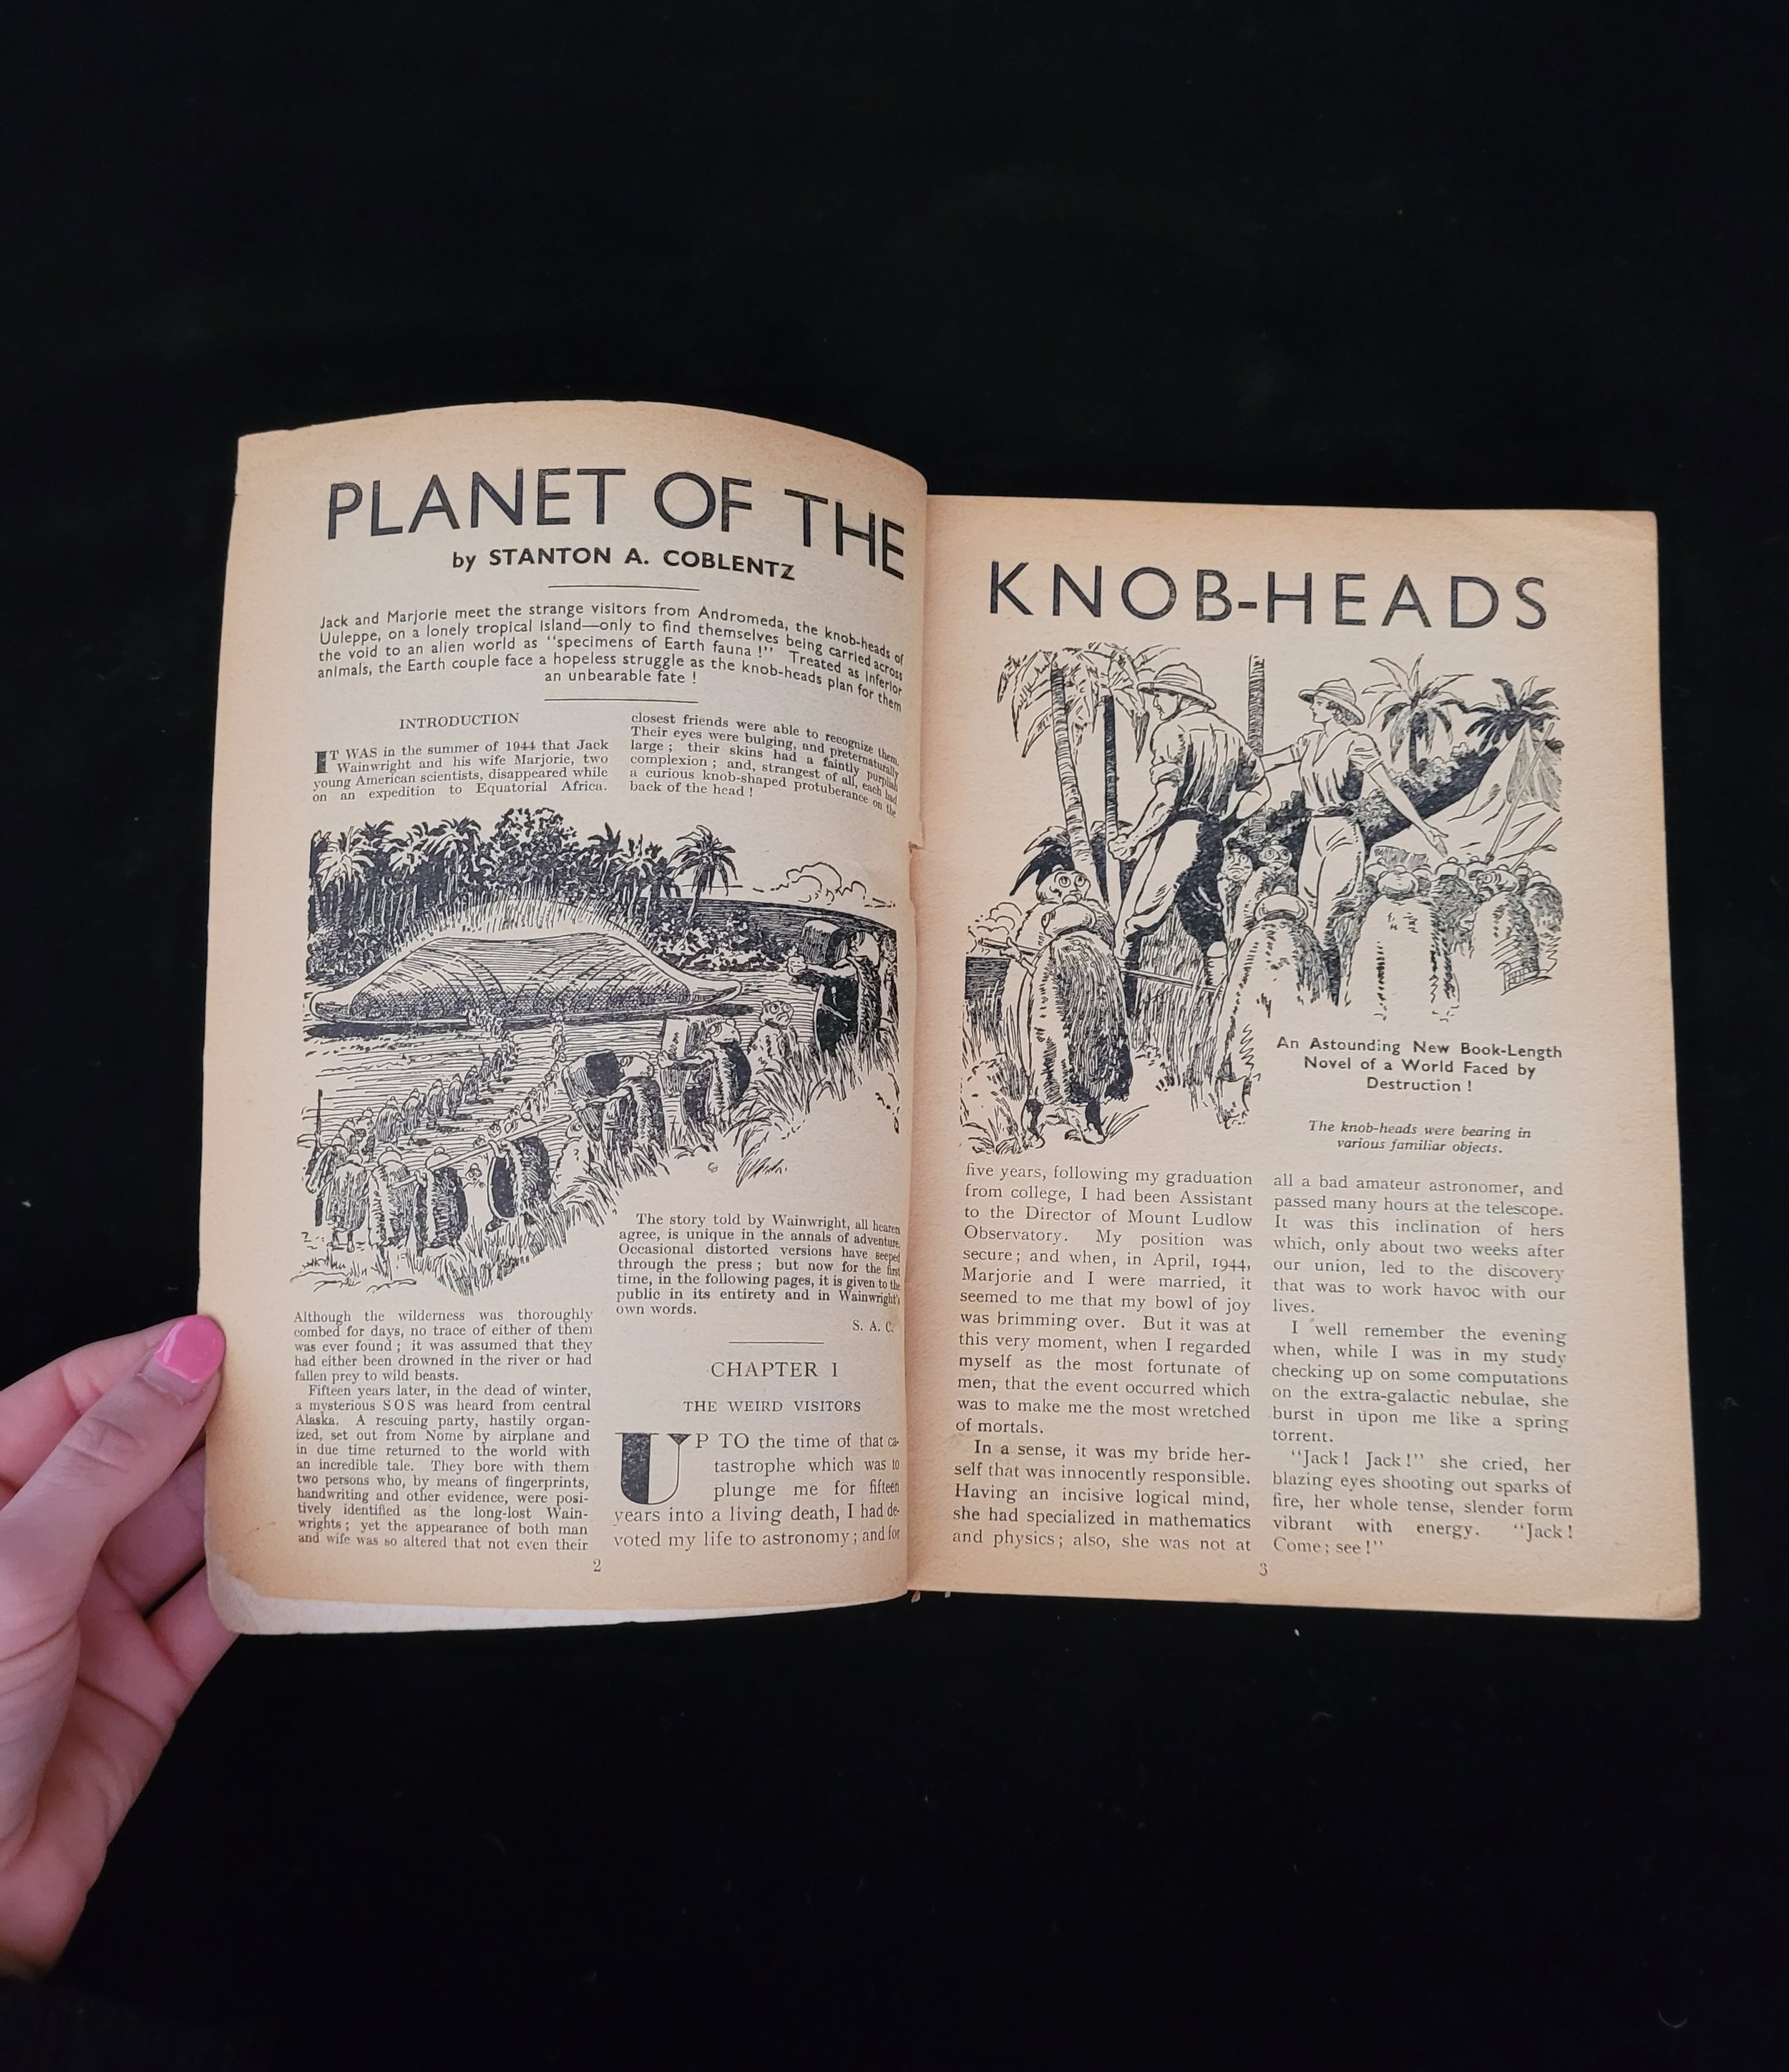 PLANET OF THE
by STANTON A. COBLENTZ
Jack and Marjorie meet the strange visitors from Andromeda, the knob-heads of
Uuleppe, on a lonely tropical island—only to find themselves being carried across
the void to an alien world as "specimens of Earth fauna !" Treated as inferior
animals, the Earth couple face a hopeless struggle as the knob-heads plan for them
an unbearable fate !
INTRODUCTION
IT WAS in the summer of 1944 that Jack
Wainwright and his wife Marjorie, two
young American scientists, disappeared while
on an expedition to Equatorial Africa.
Although the wilderness was thoroughly
combed for days, no trace of either of them
was ever found ; it was assumed that they
had either been drowned in the river or had
fallen prey to wild beasts.
Fifteen years later, in the dead of winter,
a mysterious S O S was heard from central
Alaska. A rescuing party, hastily organ-
ized, set out from Nome by airplane and
in due time returned to the world with
an incredible tale. They bore with them
two persons who, by means of fingerprints,
handwriting and other evidence, were posi-
tively identified as the long-lost Wain-
wrights ; yet the appearance of both man
and wife was so altered that not even their
closest friends were able to recognize them.
Their eyes were bulging, and preternaturally
large ; their skins had a faintly purplish
complexion ; and, strangest of all, each had
a curious knob-shaped protuberance on the
back of the head !
The story told by Wainwright, all hearers
agree, is unique in the annals of adventure.
Occasional distorted versions have seeped
through the press ; but now for the first
time, in the following pages, it is given to the
public in its entirety and in Wainwright's
own words.
S. A. C.
CHAPTER I
THE WEIRD VISITORS
UP TO the time of that ca-
tastrophe which was to
plunge me for fifteen
years into a living death, I had de-
voted my life to astronomy ; and for
2
KNOB-HEADS
An Astounding New Book-Length
Novel of a World Faced by
Destruction !
The knob-heads were bearing in
various familiar objects.
five years, following my graduation
from college, I had been Assistant
to the Director of Mount Ludlow
Observatory. My position was
secure ; and when, in April, 1944,
Marjorie and I were married, it
seemed to me that my bowl of joy
was brimming over. But it was at
this very moment, when I regarded
myself as the most fortunate of
men, that the event occurred which
was to make me the most wretched
of mortals.
In a sense, it was my bride her-
self that was innocently responsible.
Having an incisive logical mind,
she had specialized in mathematics
and physics ; also, she was not at
all a bad amateur astronomer, and
passed many hours at the telescope.
It was this inclination of hers
which, only about two weeks after
our union, led to the discovery
that was to work havoc with our
lives.
I well remember the evening
when, while I was in my study
checking up on some computations
on the extra-galactic nebulae, she
burst in upon me like a spring
torrent.
"Jack ! Jack !" she cried, her
blazing eyes shooting out sparks of
fire, her whole tense, slender form
vibrant with energy. "Jack !
Come ; see !"
3